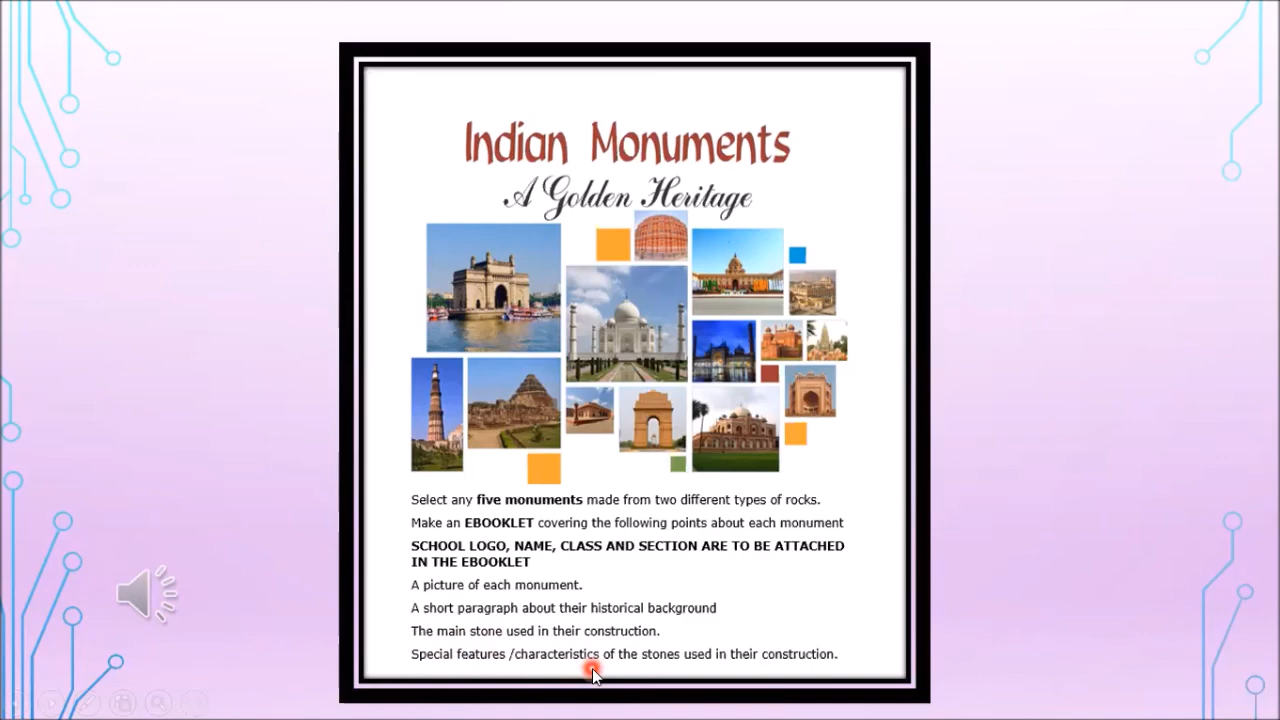 Indian Monuments
A Golden Heritage
Select any five monuments made from two different types of rocks.
Make an EBOOKLET covering the following points about each monument
SCHOOL LOGO, NAME, CLASS AND SECTION ARE TO BE ATTACHED
IN THE EBOOKLET
A picture of each monument.
A short paragraph about their historical background
The main stone used in their construction.
Special features /characteristics of the stones used in their construction.